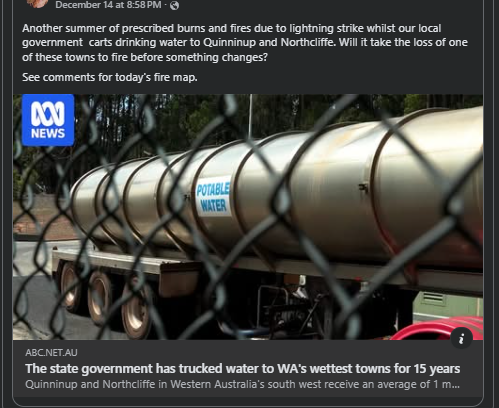 December 14 at 8:58 PM ·
Another summer of prescribed burns and fires due to lightning strike whilst our local
government carts drinking water to Quinninup and Northcliffe. Will it take the loss of one
of these towns to fire before something changes?
See comments for today's fire map.
NEWS
POTABLE
WATER
i
ABC.NET.AU
The state government has trucked water to WA's wettest towns for 15 years
Quinninup and Northcliffe in Western Australia's south west receive an average of 1 m...